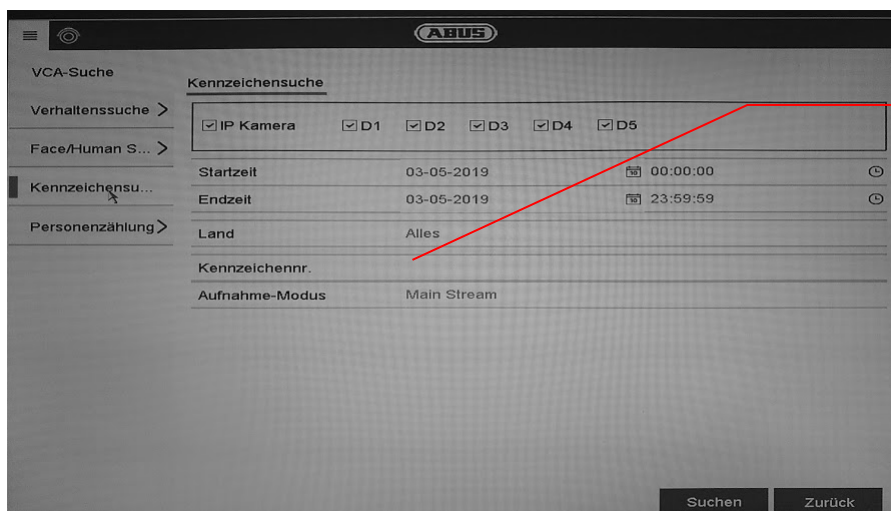 ABUS
VCA-Suche
Kennzeichensuche
Verhaltenssuche >
IP Kamera D1 D2 D3 D4 D5
Face/Human S... >
Startzeit 03-05-2019 00:00:00
Kennzeichensu...
Endzeit 03-05-2019 23:59:59
Personenzählung >
Land Alles
Kennzeichennr.
Aufnahme-Modus Main Stream
Suchen Zurück